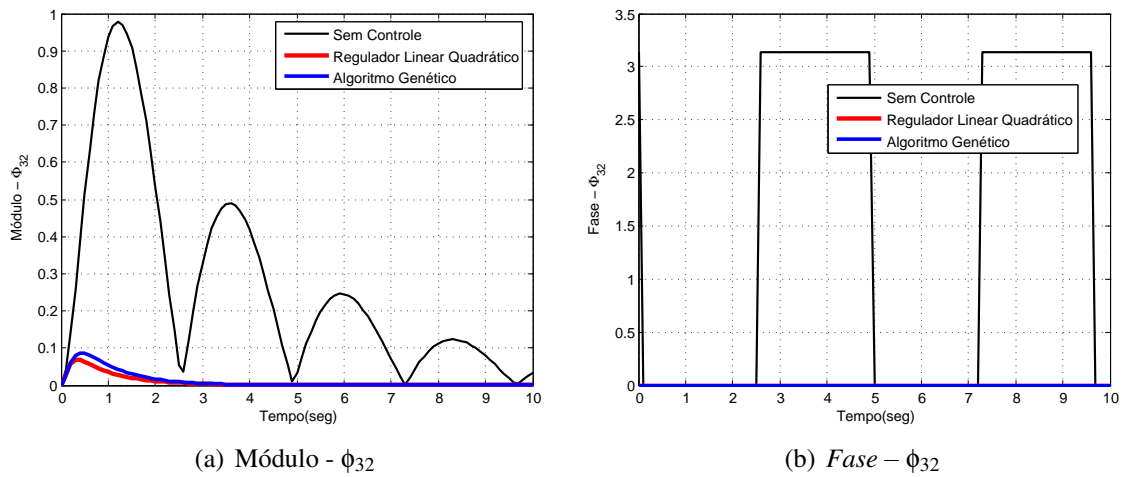 1
0.9
0.8
0.7
0.6
0.5
0.4
0.3
0.2
0.1
0
Módulo − Φ32
Sem Controle
Regulador Linear Quadrático
Algoritmo Genético
0 1 2 3 4 5 6 7 8 9 10
Tempo(seg)
(a) Módulo - ϕ32
3.5
3
2.5
2
1.5
1
0.5
0
Fase − Φ32
Sem Controle
Regulador Linear Quadrático
Algoritmo Genético
0 1 2 3 4 5 6 7 8 9 10
Tempo(seg)
(b) Fase – ϕ32